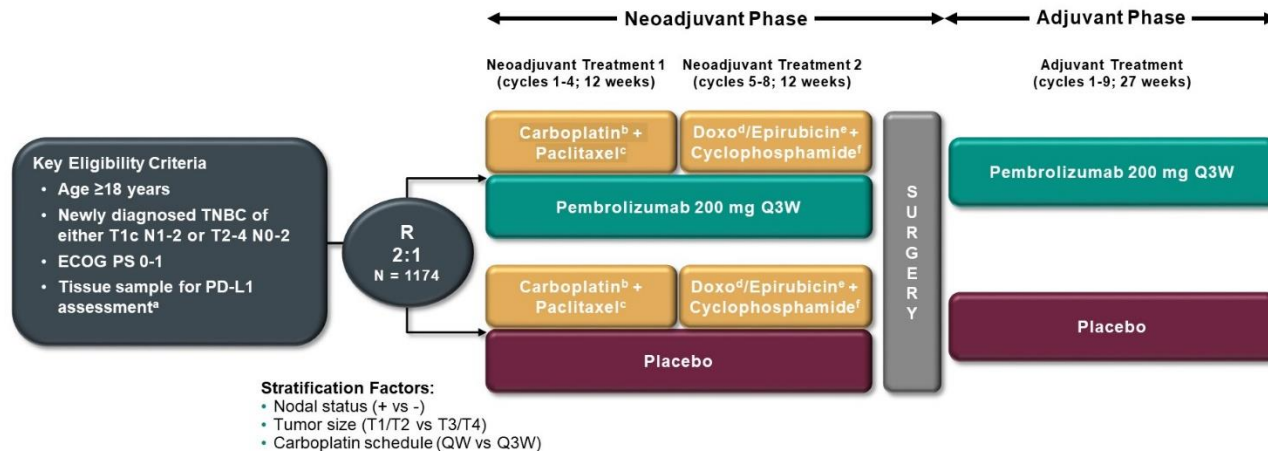 Neoadjuvant Phase
Adjuvant Phase
Neoadjuvant Treatment 1
(cycles 1-4; 12 weeks)
Neoadjuvant Treatment 2
(cycles 5-8; 12 weeks)
Adjuvant Treatment
(cycles 1-9; 27 weeks)
Key Eligibility Criteria
• Age ≥18 years
• Newly diagnosed TNBC of
either T1c N1-2 or T2-4 N0-2
• ECOG PS 0-1
• Tissue sample for PD-L1
assessmentᵃ
R
2:1
N = 1174
Carboplatinᵇ +
Paclitaxelᶜ
Doxoᵈ/Epirubicinᵉ +
Cyclophosphamideᶠ
Pembrolizumab 200 mg Q3W
Carboplatinᵇ +
Paclitaxelᶜ
Doxoᵈ/Epirubicinᵉ +
Cyclophosphamideᶠ
Placebo
SURGERY
Pembrolizumab 200 mg Q3W
Placebo
Stratification Factors:
• Nodal status (+ vs -)
• Tumor size (T1/T2 vs T3/T4)
• Carboplatin schedule (QW vs Q3W)